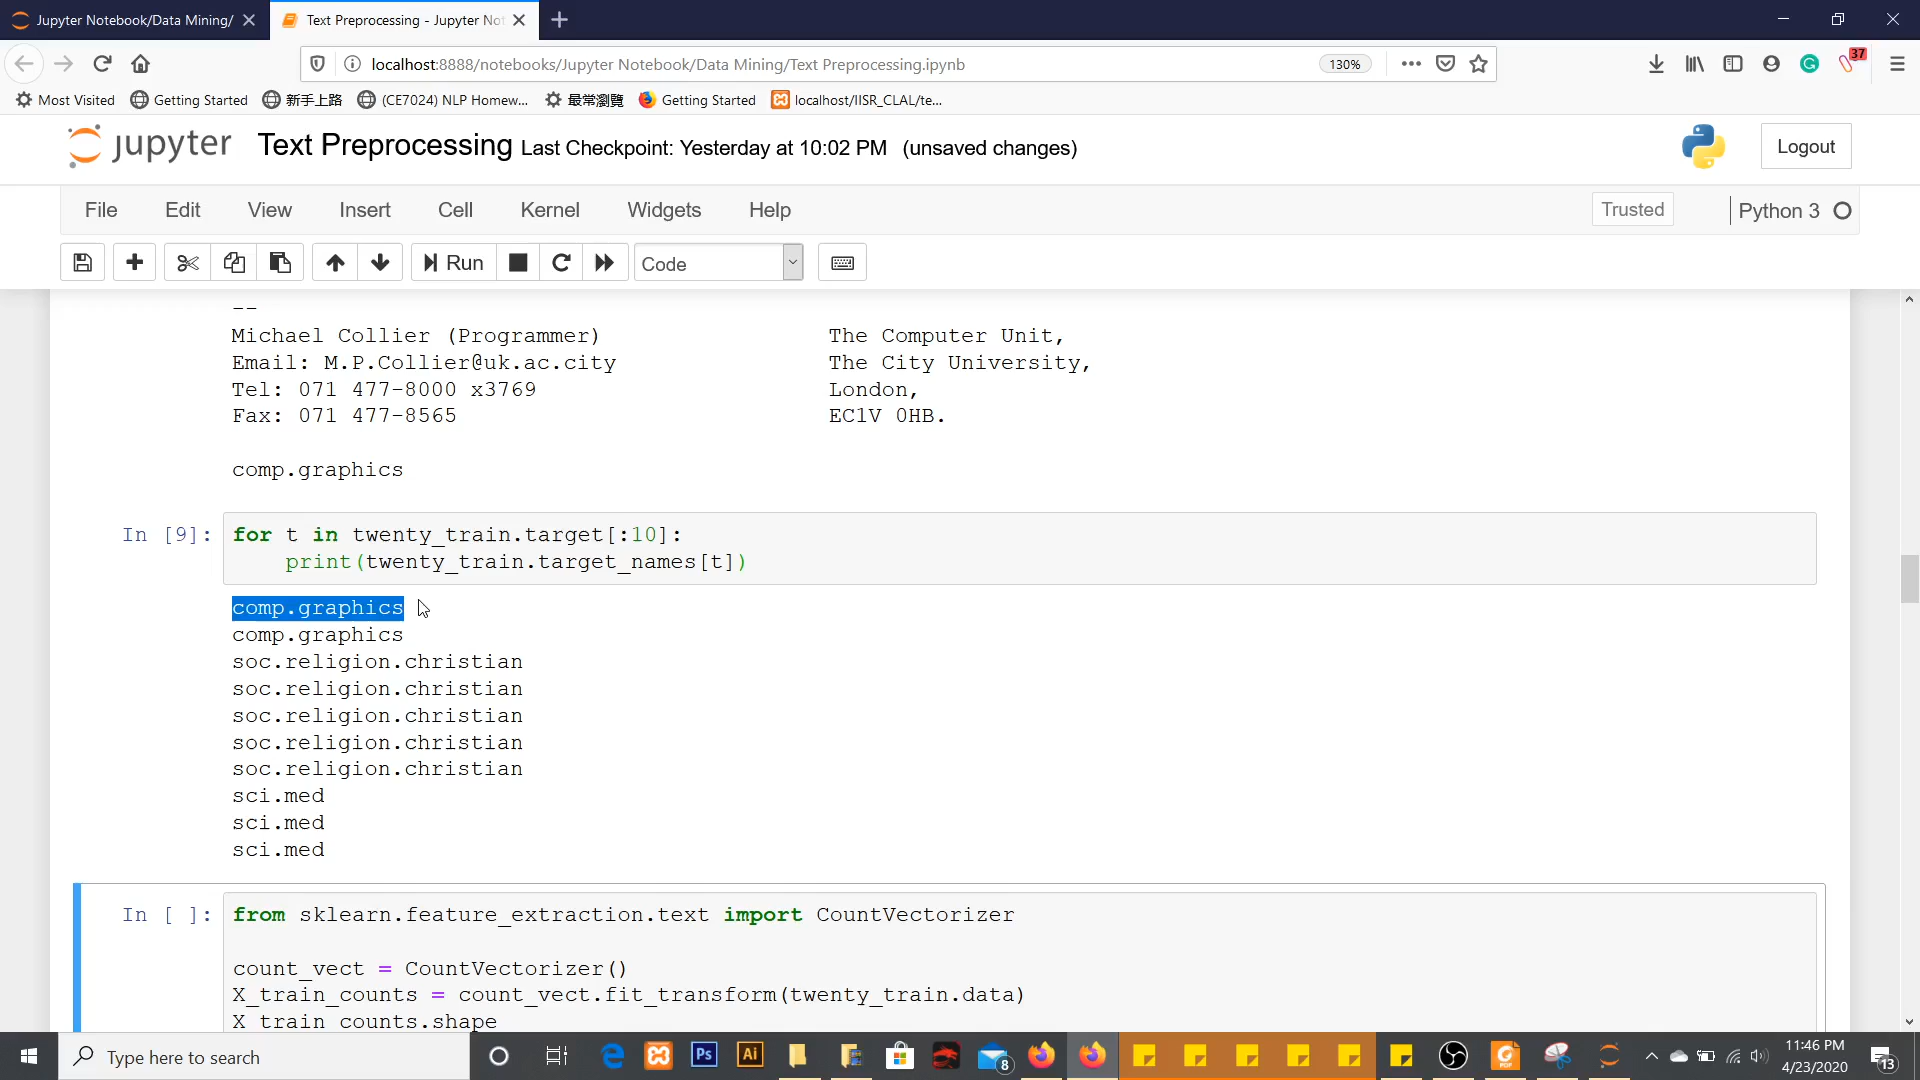 Jupyter Notebook/Data Mining/
Text Preprocessing - Jupyter No
localhost:8888/notebooks/Jupyter Notebook/Data Mining/Text Preprocessing.ipynb
130%
37
Most Visited
Getting Started
新手上路
(CE7024) NLP Homew...
最常瀏覽
Getting Started
localhost/IISR_CLAL/te...
jupyter
Text Preprocessing Last Checkpoint: Yesterday at 10:02 PM (unsaved changes)
Logout
File Edit View Insert Cell Kernel Widgets Help
Trusted
Python 3
Run
Code
--
Michael Collier (Programmer) The Computer Unit,
Email: M.P.Collier@uk.ac.city The City University,
Tel: 071 477-8000 x3769 London,
Fax: 071 477-8565 EC1V 0HB.
comp.graphics
In [9]: for t in twenty_train.target[:10]:
print(twenty_train.target_names[t])
comp.graphics
comp.graphics
soc.religion.christian
soc.religion.christian
soc.religion.christian
soc.religion.christian
soc.religion.christian
sci.med
sci.med
sci.med
In [ ]: from sklearn.feature_extraction.text import CountVectorizer
count_vect = CountVectorizer()
X_train_counts = count_vect.fit_transform(twenty_train.data)
X_train_counts.shape
Type here to search
Ps
Ai
8
11:46 PM
4/23/2020
13